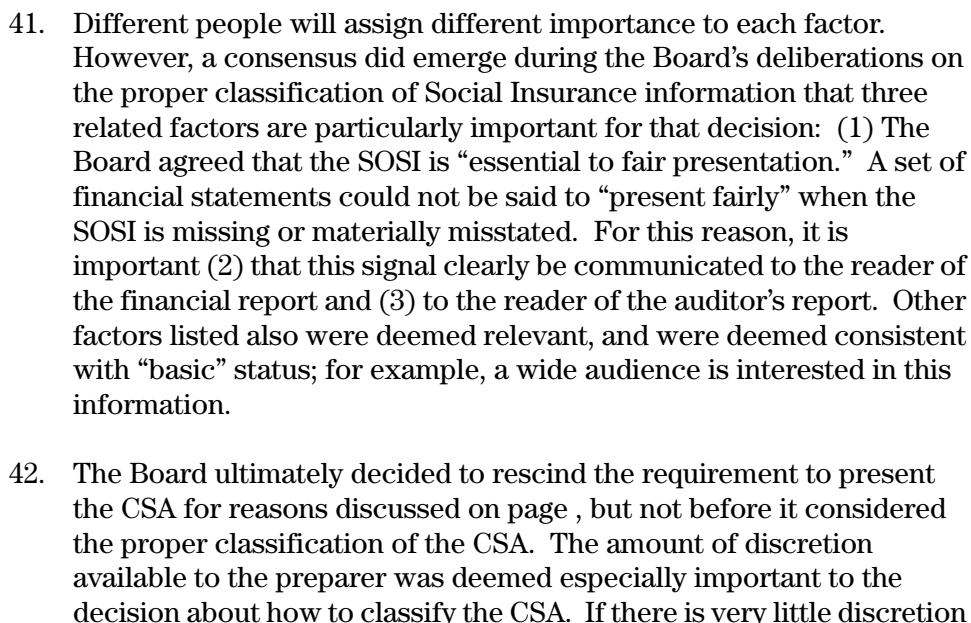 41. Different people will assign different importance to each factor.
However, a consensus did emerge during the Board’s deliberations on
the proper classification of Social Insurance information that three
related factors are particularly important for that decision: (1) The
Board agreed that the SOSI is “essential to fair presentation.” A set of
financial statements could not be said to “present fairly” when the
SOSI is missing or materially misstated. For this reason, it is
important (2) that this signal clearly be communicated to the reader of
the financial report and (3) to the reader of the auditor’s report. Other
factors listed also were deemed relevant, and were deemed consistent
with “basic” status; for example, a wide audience is interested in this
information.
42. The Board ultimately decided to rescind the requirement to present
the CSA for reasons discussed on page , but not before it considered
the proper classification of the CSA. The amount of discretion
available to the preparer was deemed especially important to the
decision about how to classify the CSA. If there is very little discretion